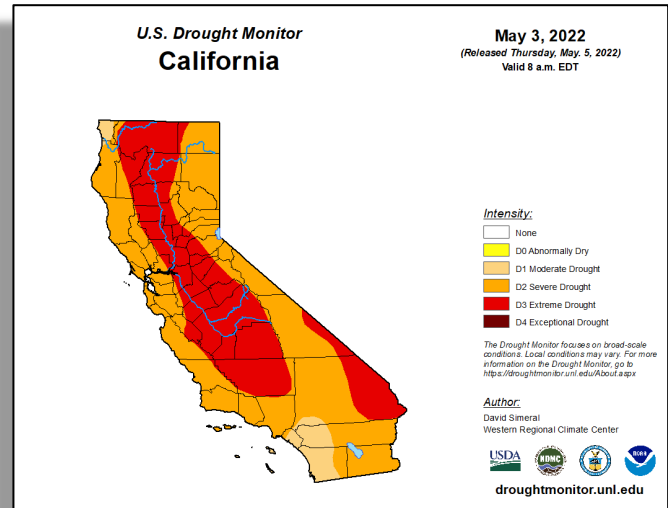 U.S. Drought Monitor
California
May 3, 2022
(Released Thursday, May. 5, 2022)
Valid 8 a.m. EDT
Intensity:
None
D0 Abnormally Dry
D1 Moderate Drought
D2 Severe Drought
D3 Extreme Drought
D4 Exceptional Drought
The Drought Monitor focuses on broad-scale
conditions. Local conditions may vary. For more
information on the Drought Monitor, go to
https://droughtmonitor.unl.edu/About.aspx
Author:
David Simeral
Western Regional Climate Center
USDA
NDMC
NOAA
droughtmonitor.unl.edu